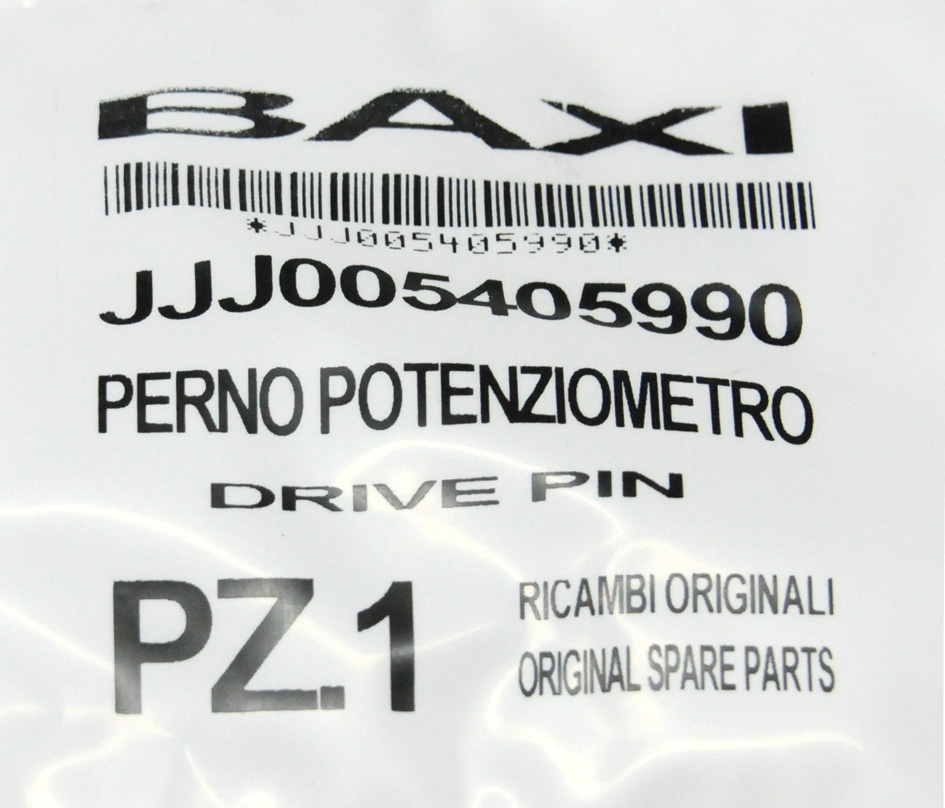 BAXI
*JJJ005405990*
JJJ005405990
PERNO POTENZIOMETRO
DRIVE PIN
PZ.1
RICAMBI ORIGINALI
ORIGINAL SPARE PARTS